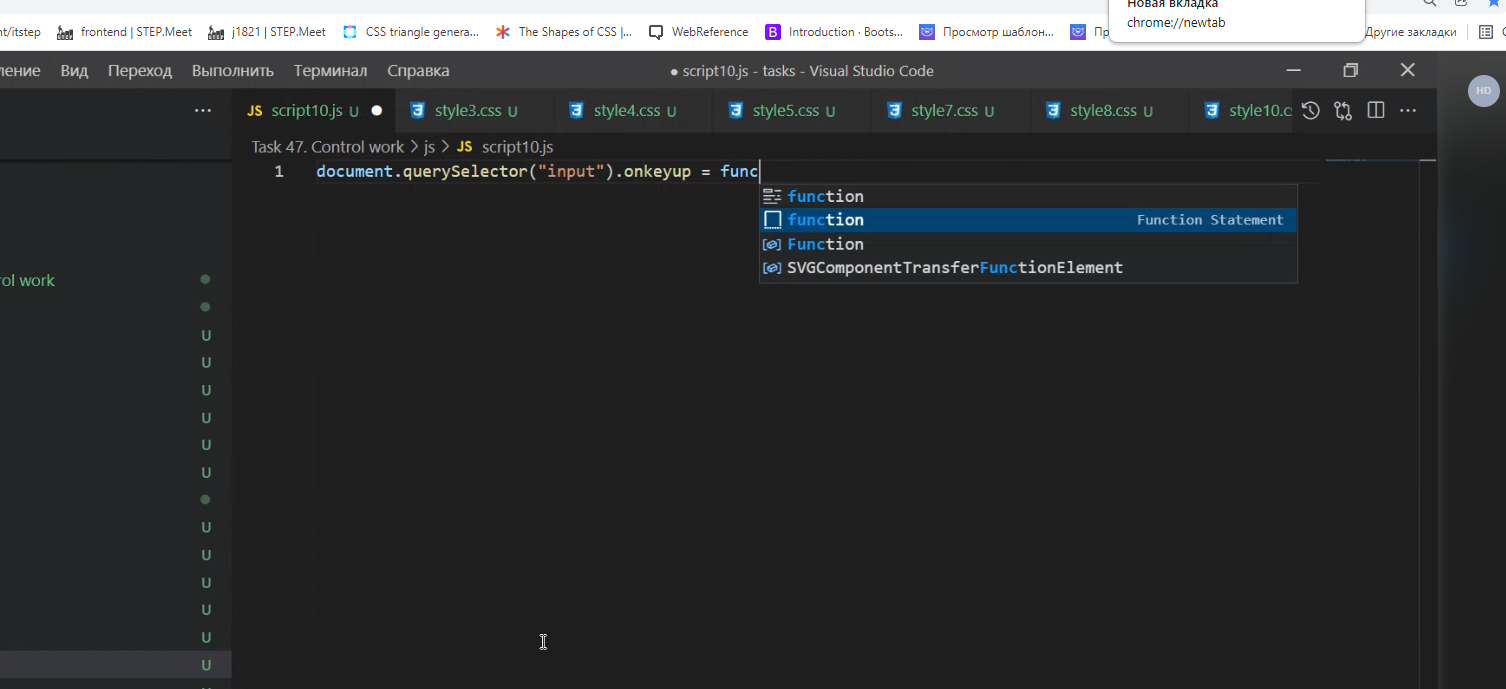 Новая вкладка
chrome://newtab
nt/itstep frontend | STEP.Meet j1821 | STEP.Meet CSS triangle genera... The Shapes of CSS |... WebReference B Introduction · Boots... Просмотр шаблон... Пр Другие закладки
ление Вид Переход Выполнить Терминал Справка ● script10.js - tasks - Visual Studio Code
HD
... JS script10.js U ● style3.css U style4.css U style5.css U style7.css U style8.css U style10.c ...
Task 47. Control work > js > JS script10.js
1 document.querySelector("input").onkeyup = func
function
function Function Statement
Function
SVGComponentTransferFunctionElement
rol work
U
U
U
U
U
U
U
U
U
U
U
U